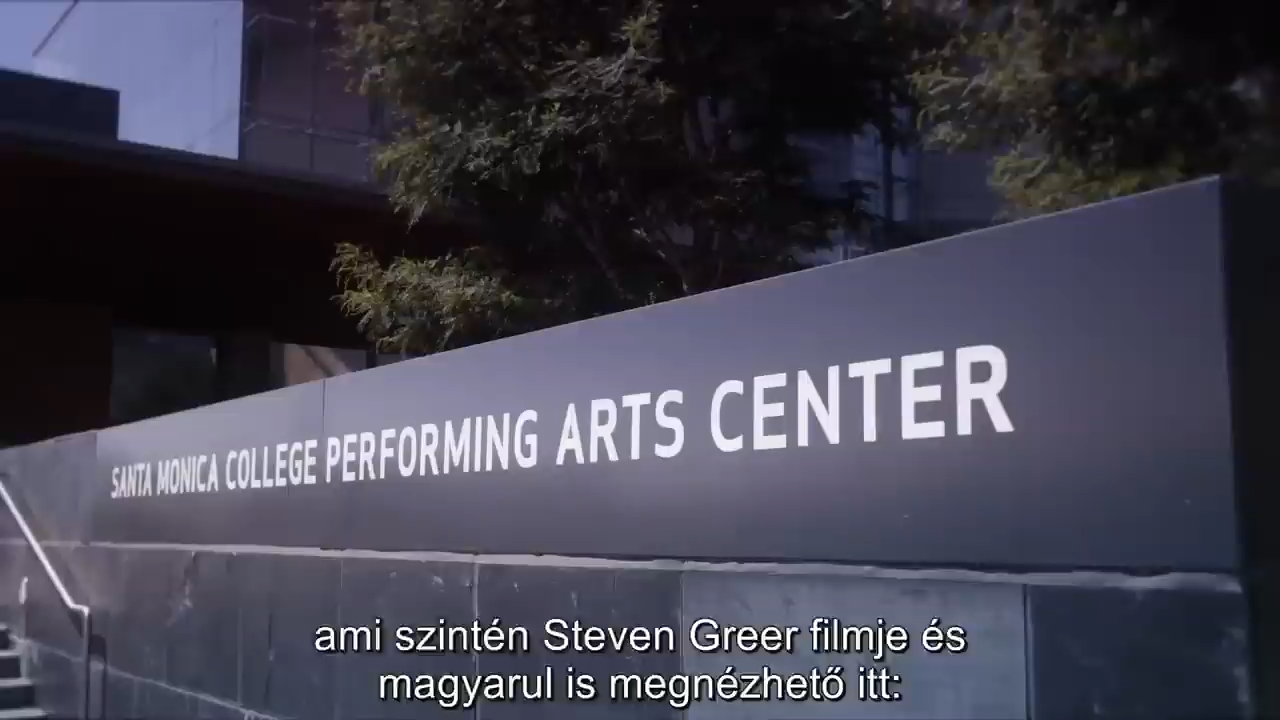 SANTA MONICA COLLEGE PERFORMING ARTS CENTER
ami szintén Steven Greer filmje és
magyarul is megnézhető itt: